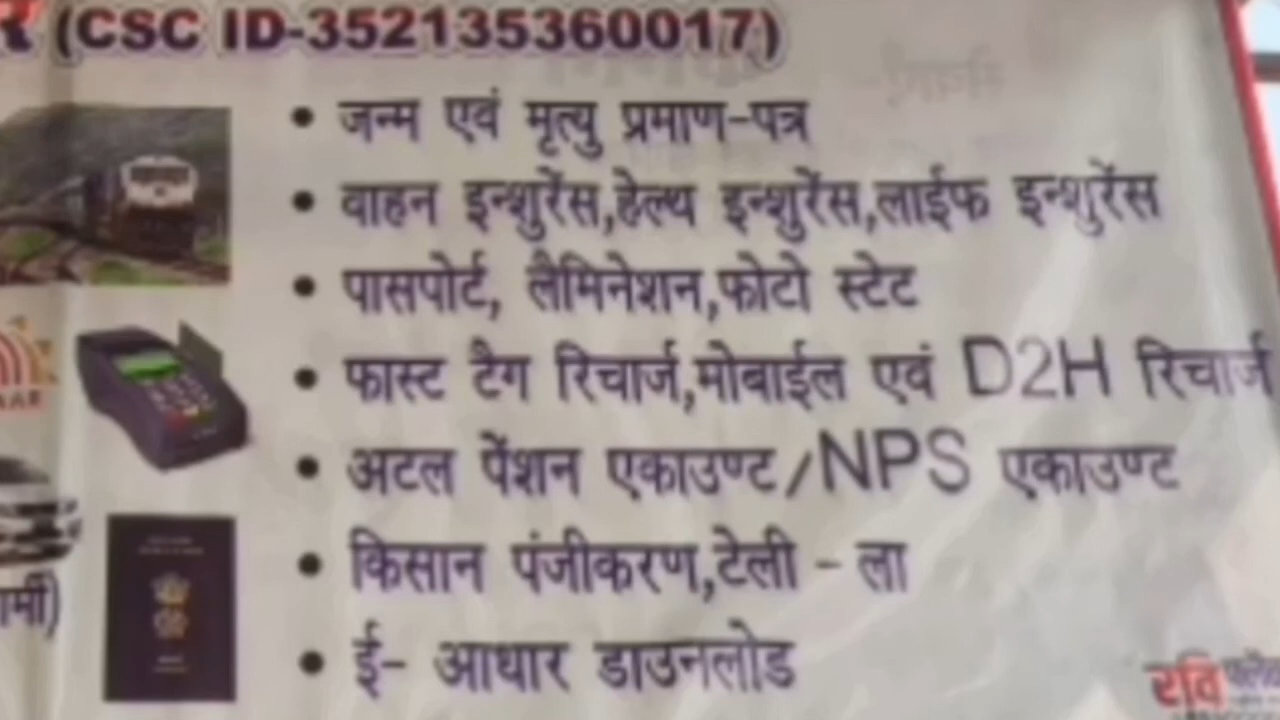 (CSC ID-352135360017)
• जन्म एवं मृत्यु प्रमाण-पत्र
• वाहन इन्शुरेंस,हेल्थ इन्शुरेंस,लाईफ इन्शुरेंस
• पासपोर्ट, लैमिनेशन,फोटो स्टेट
• फास्ट टैग रिचार्ज,मोबाईल एवं D2H रिचार्ज
• अटल पेंशन एकाउण्ट/NPS एकाउण्ट
• किसान पंजीकरण,टेली - ला
• ई- आधार डाउनलोड
रवि